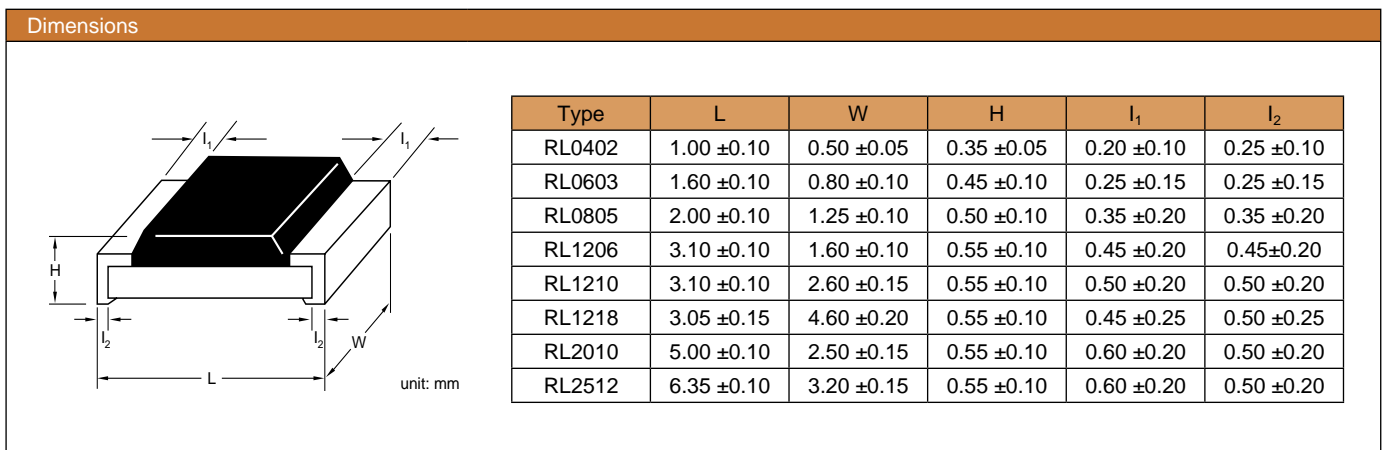 Dimensions
l₁ l₁
H
l₂ l₂
W
L
unit: mm
Type L W H l₁ l₂
RL0402 1.00 ±0.10 0.50 ±0.05 0.35 ±0.05 0.20 ±0.10 0.25 ±0.10
RL0603 1.60 ±0.10 0.80 ±0.10 0.45 ±0.10 0.25 ±0.15 0.25 ±0.15
RL0805 2.00 ±0.10 1.25 ±0.10 0.50 ±0.10 0.35 ±0.20 0.35 ±0.20
RL1206 3.10 ±0.10 1.60 ±0.10 0.55 ±0.10 0.45 ±0.20 0.45±0.20
RL1210 3.10 ±0.10 2.60 ±0.15 0.55 ±0.10 0.50 ±0.20 0.50 ±0.20
RL1218 3.05 ±0.15 4.60 ±0.20 0.55 ±0.10 0.45 ±0.25 0.50 ±0.25
RL2010 5.00 ±0.10 2.50 ±0.15 0.55 ±0.10 0.60 ±0.20 0.50 ±0.20
RL2512 6.35 ±0.10 3.20 ±0.15 0.55 ±0.10 0.60 ±0.20 0.50 ±0.20